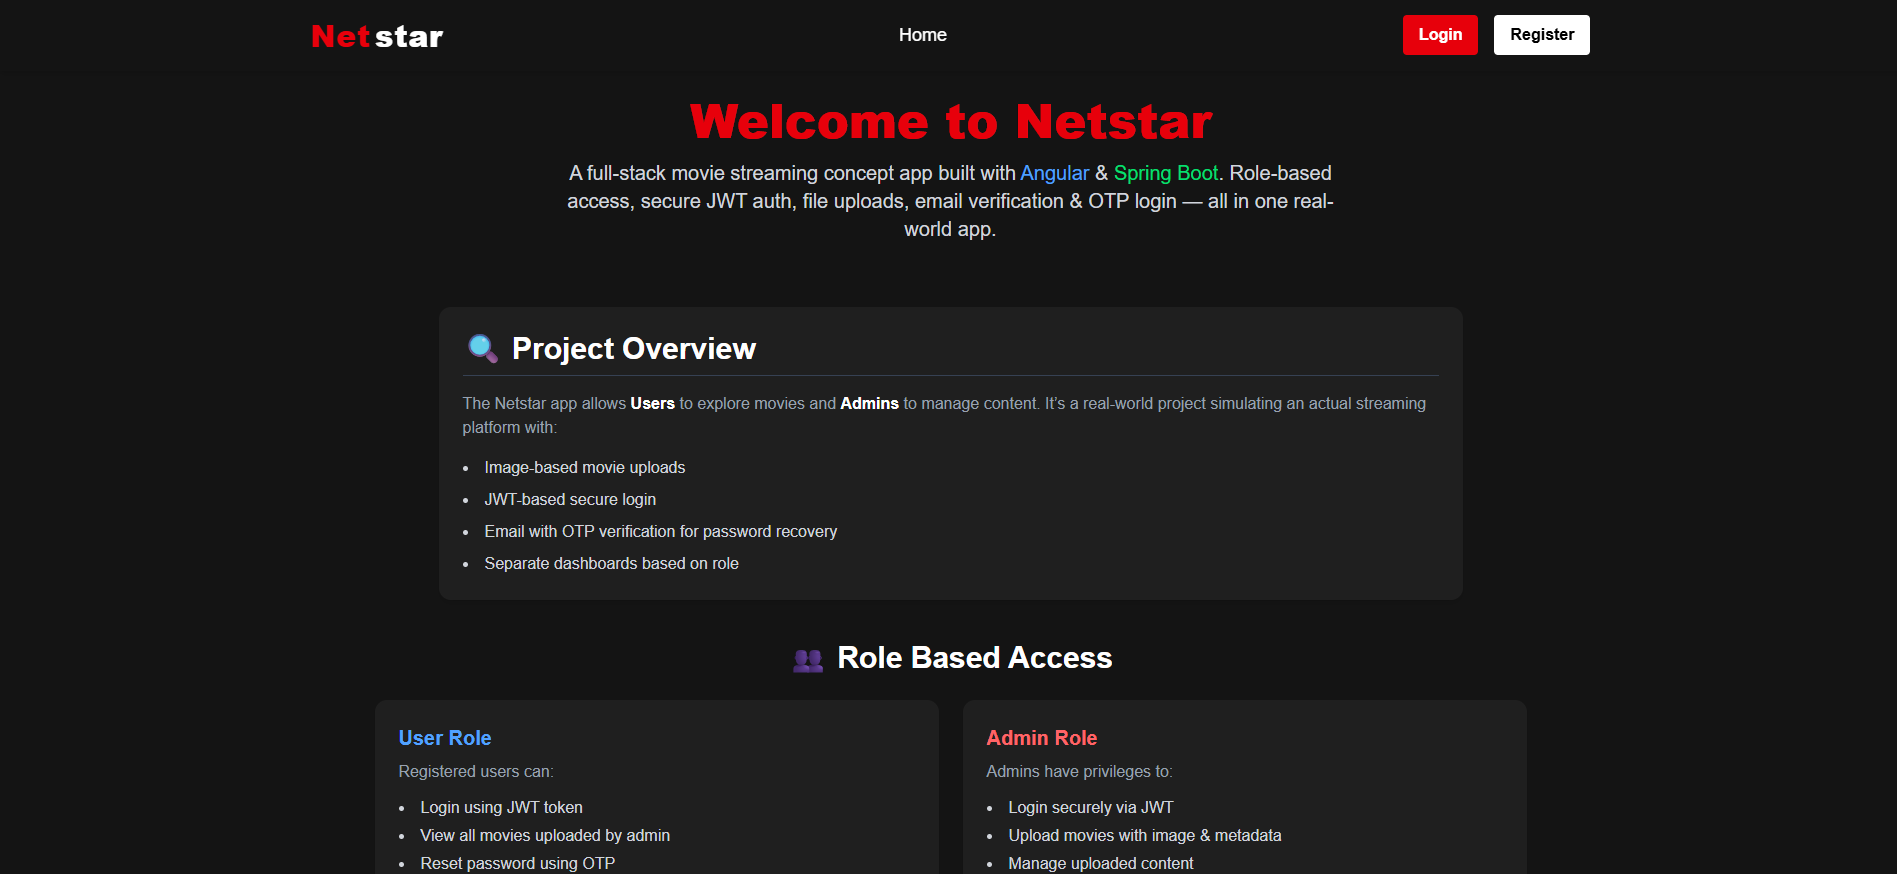 Netstar
Home
Login
Register
Welcome to Netstar
A full-stack movie streaming concept app built with Angular & Spring Boot. Role-based
access, secure JWT auth, file uploads, email verification & OTP login — all in one real-
world app.
Project Overview
The Netstar app allows Users to explore movies and Admins to manage content. It’s a real-world project simulating an actual streaming
platform with:
• Image-based movie uploads
• JWT-based secure login
• Email with OTP verification for password recovery
• Separate dashboards based on role
Role Based Access
User Role
Registered users can:
• Login using JWT token
• View all movies uploaded by admin
• Reset password using OTP
Admin Role
Admins have privileges to:
• Login securely via JWT
• Upload movies with image & metadata
• Manage uploaded content